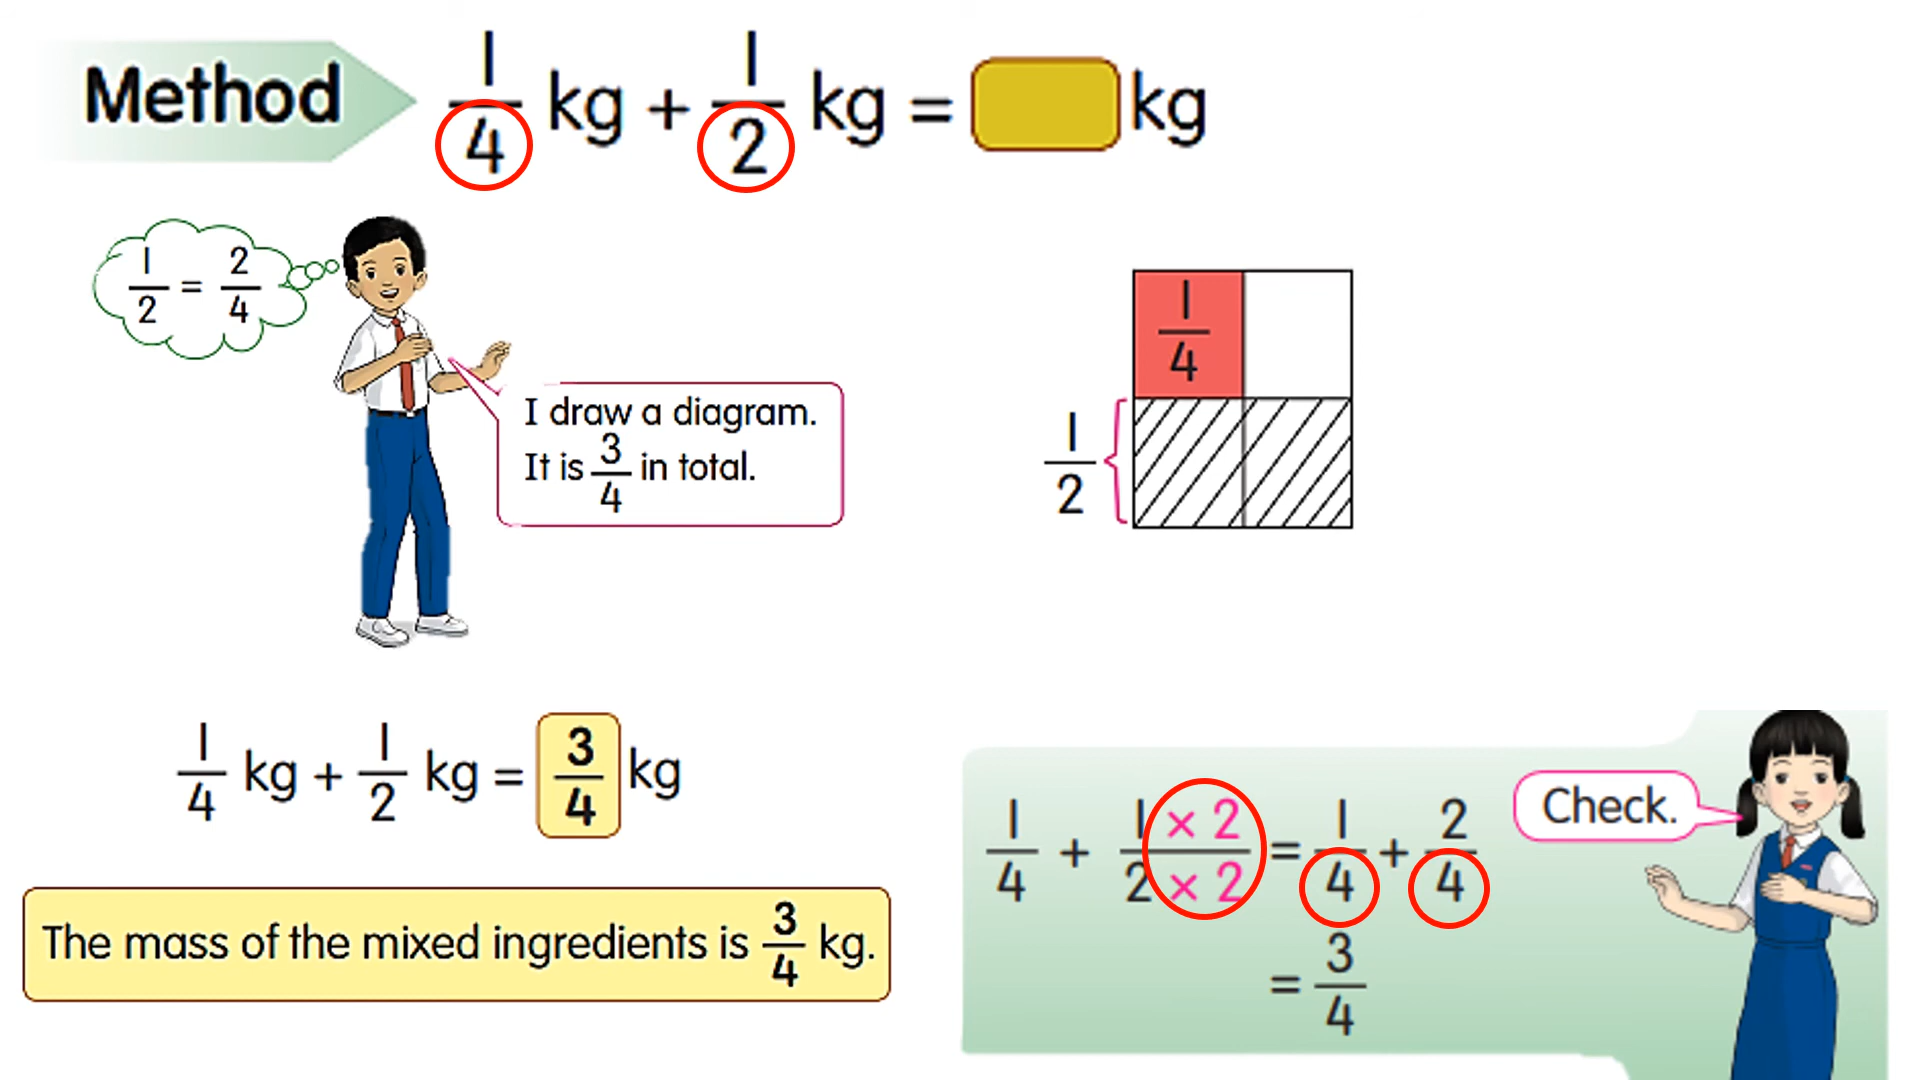 Method 1/4 kg + 1/2 kg = kg
1/2 = 2/4
I draw a diagram.
It is 3/4 in total.
1/4
1/2
1/4 kg + 1/2 kg = 3/4 kg
The mass of the mixed ingredients is 3/4 kg.
Check.
1/4 + 1 × 2/2 × 2 = 1/4 + 2/4
= 3/4